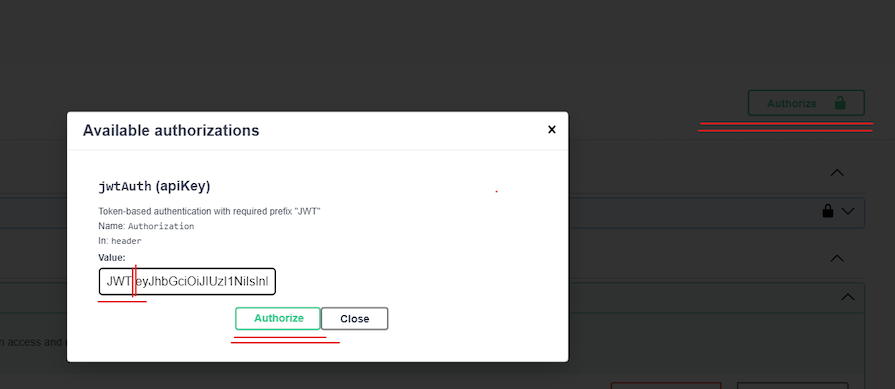 Authorize
Available authorizations ×
jwtAuth (apiKey)
Token-based authentication with required prefix "JWT"
Name: Authorization
In: header
Value:
JWT eyJhbGciOiJIUzI1NiIsInI
Authorize Close
n access and